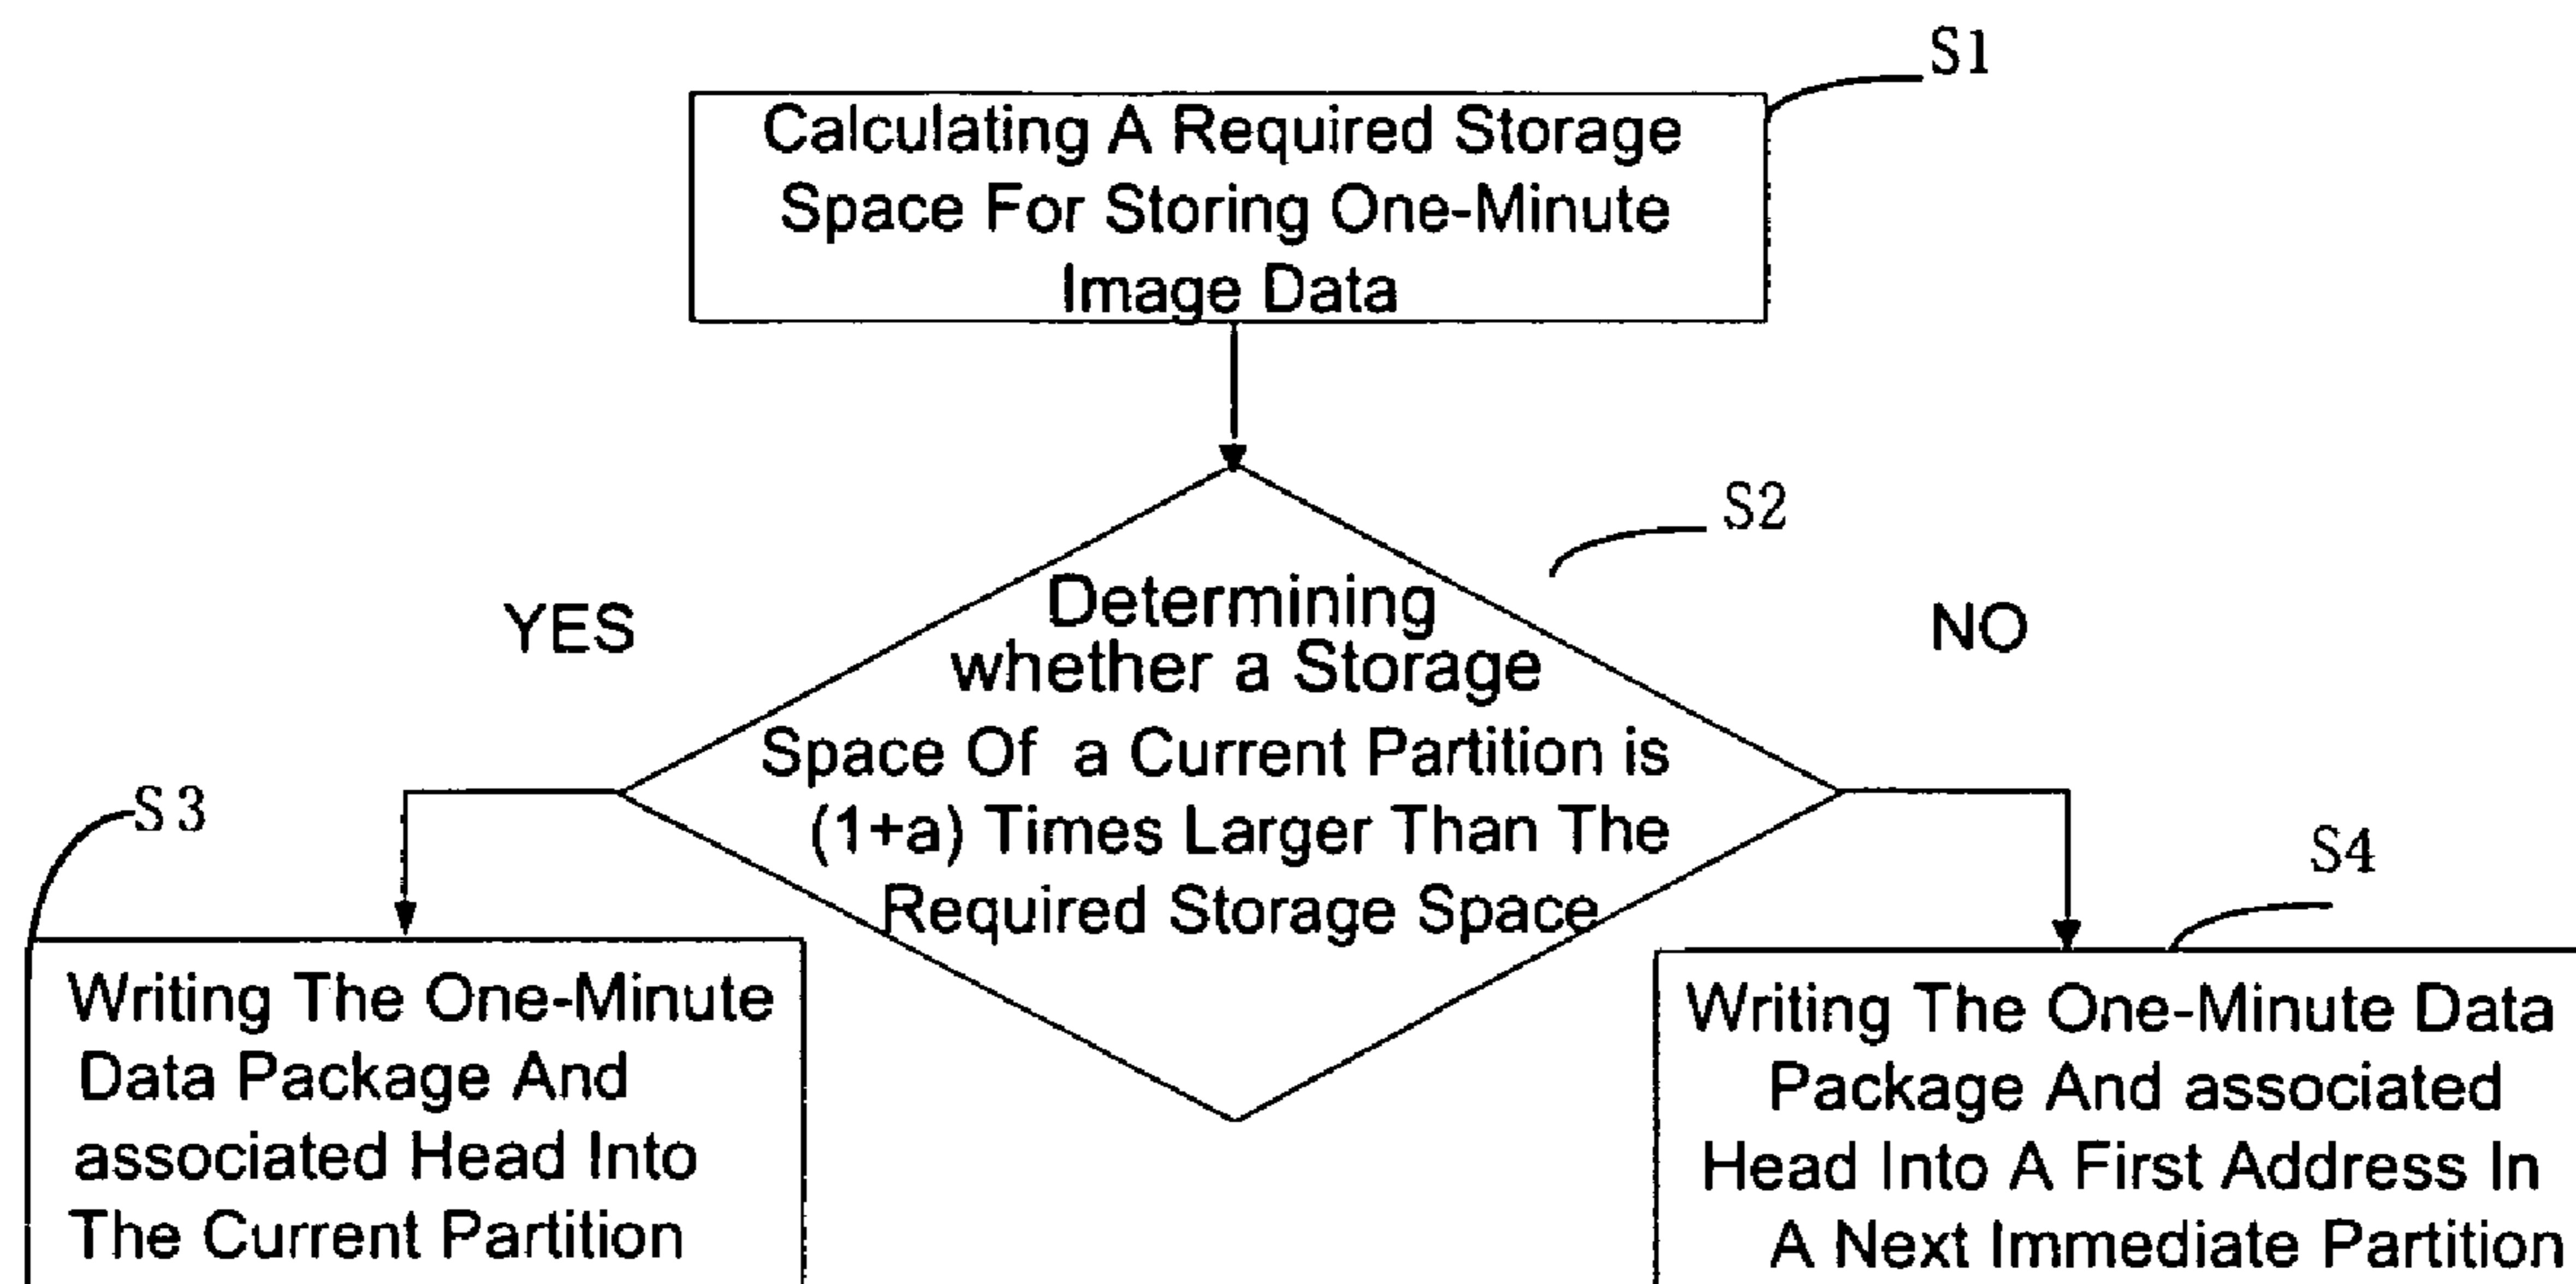 S1
Calculating A Required Storage
Space For Storing One-Minute
Image Data
S2
Determining
whether a Storage
Space Of a Current Partition is
(1+a) Times Larger Than The
Required Storage Space
YES
NO
S3
Writing The One-Minute
Data Package And
associated Head Into
The Current Partition
S4
Writing The One-Minute Data
Package And associated
Head Into A First Address In
A Next Immediate Partition